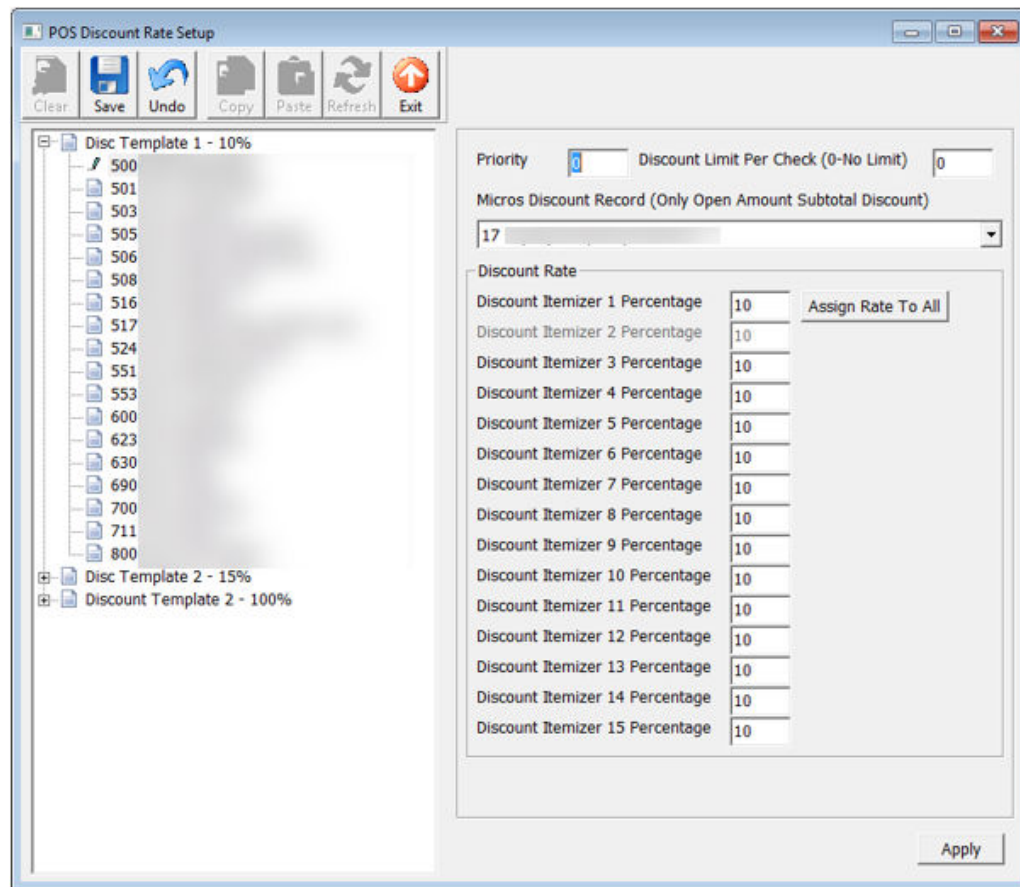 POS Discount Rate Setup
Clear Save Undo Copy Paste Refresh Exit
Disc Template 1 - 10%
500
501
503
505
506
508
516
517
524
551
553
600
623
630
690
700
711
800
Disc Template 2 - 15%
Discount Template 2 - 100%
Priority 0 Discount Limit Per Check (0-No Limit) 0
Micros Discount Record (Only Open Amount Subtotal Discount)
17
Discount Rate
Discount Itemizer 1 Percentage 10 Assign Rate To All
Discount Itemizer 2 Percentage 10
Discount Itemizer 3 Percentage 10
Discount Itemizer 4 Percentage 10
Discount Itemizer 5 Percentage 10
Discount Itemizer 6 Percentage 10
Discount Itemizer 7 Percentage 10
Discount Itemizer 8 Percentage 10
Discount Itemizer 9 Percentage 10
Discount Itemizer 10 Percentage 10
Discount Itemizer 11 Percentage 10
Discount Itemizer 12 Percentage 10
Discount Itemizer 13 Percentage 10
Discount Itemizer 14 Percentage 10
Discount Itemizer 15 Percentage 10
Apply